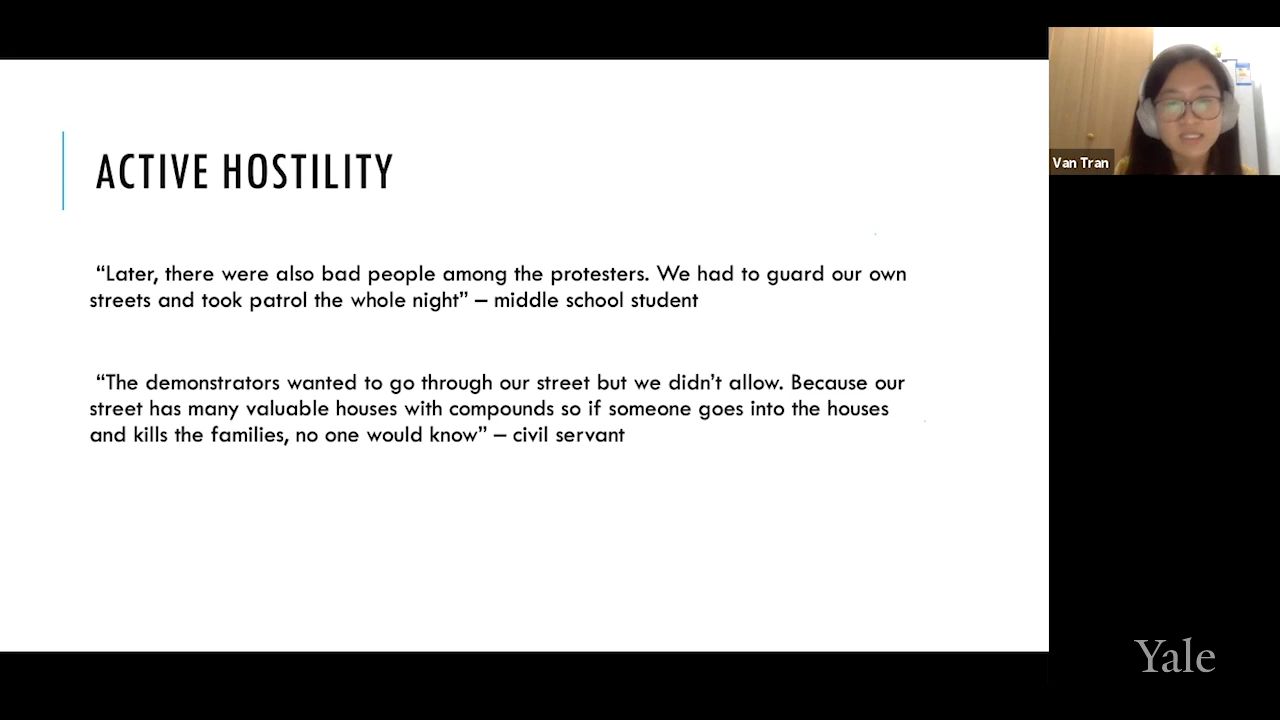 ACTIVE HOSTILITY
“Later, there were also bad people among the protesters. We had to guard our own
streets and took patrol the whole night” – middle school student
“The demonstrators wanted to go through our street but we didn’t allow. Because our
street has many valuable houses with compounds so if someone goes into the houses
and kills the families, no one would know” – civil servant
Van Tran
Yale